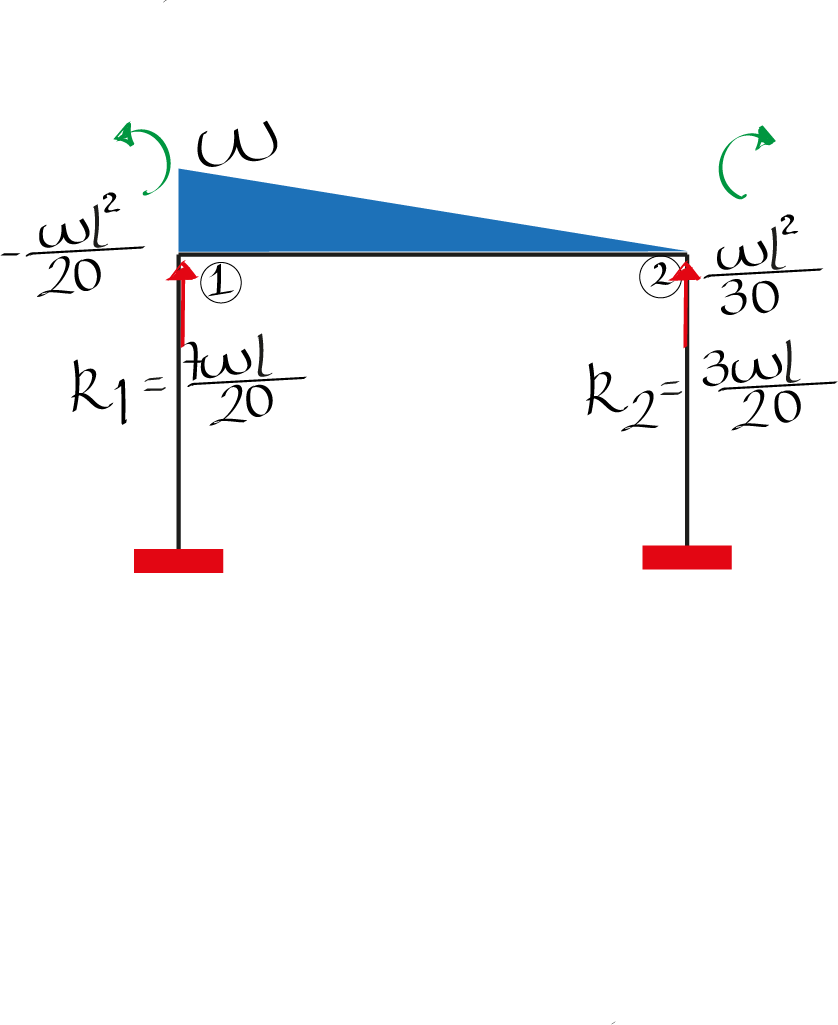 ω
-ωl²/20
①
②
ωl²/30
R₁ = 7ωl/20
R₂ = 3ωl/20